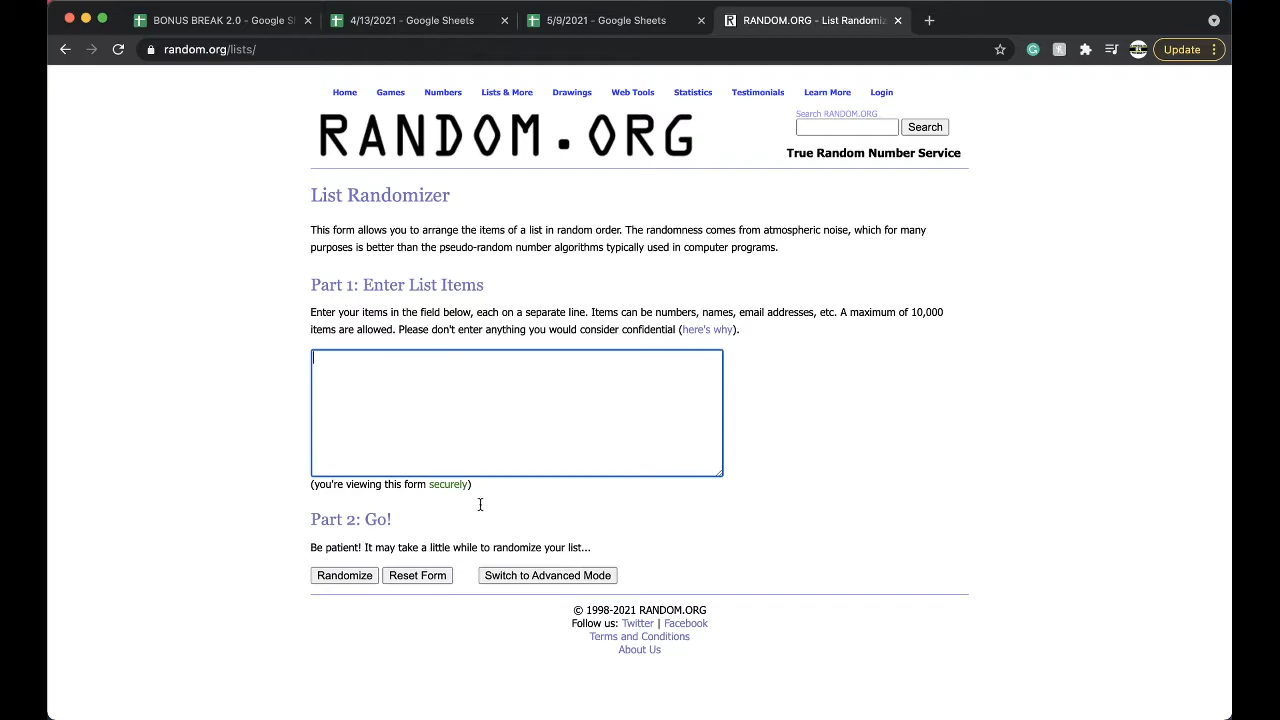 BONUS BREAK 2.0 - Google Sh
4/13/2021 - Google Sheets
5/9/2021 - Google Sheets
RANDOM.ORG - List Randomiz
random.org/lists/
Update
Home Games Numbers Lists & More Drawings Web Tools Statistics Testimonials Learn More Login
RANDOM.ORG
Search RANDOM.ORG
Search
True Random Number Service
List Randomizer
This form allows you to arrange the items of a list in random order. The randomness comes from atmospheric noise, which for many
purposes is better than the pseudo-random number algorithms typically used in computer programs.
Part 1: Enter List Items
Enter your items in the field below, each on a separate line. Items can be numbers, names, email addresses, etc. A maximum of 10,000
items are allowed. Please don't enter anything you would consider confidential (here's why).
(you're viewing this form securely)
Part 2: Go!
Be patient! It may take a little while to randomize your list...
Randomize Reset Form Switch to Advanced Mode
© 1998-2021 RANDOM.ORG
Follow us: Twitter | Facebook
Terms and Conditions
About Us